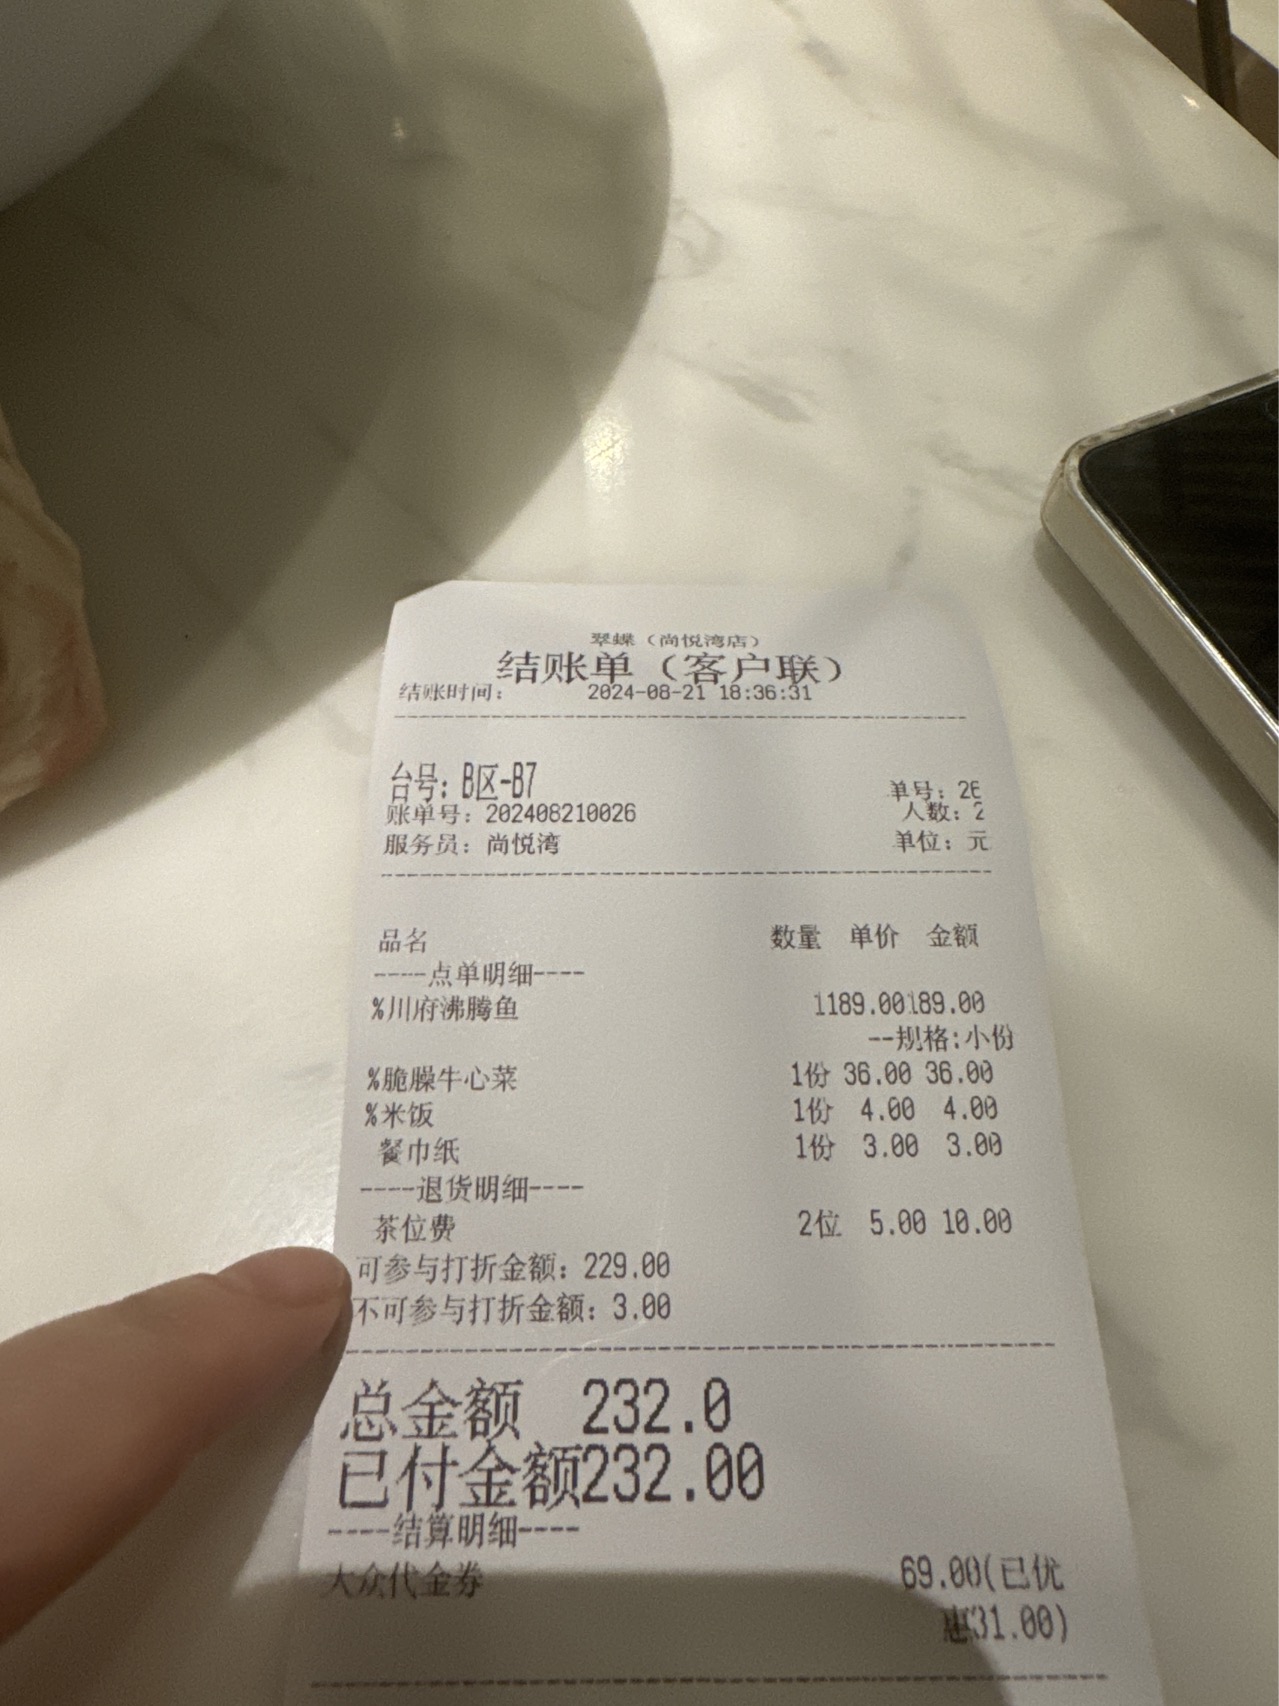 翠蝶（尚悦湾店）
结账单（客户联）
结账时间： 2024-08-21 18:36:31
台号：B区-B7
单号：26
账单号：202408210026
人数：2
服务员：尚悦湾
单位：元
品名 数量 单价 金额
----点单明细----
%川府沸腾鱼 1189.00189.00
--规格:小份
%脆臊牛心菜 1份 36.00 36.00
%米饭 1份 4.00 4.00
餐巾纸 1份 3.00 3.00
----退货明细----
茶位费 2位 5.00 10.00
可参与打折金额：229.00
不可参与打折金额：3.00
总金额 232.0
已付金额232.00
----结算明细----
大众代金券 69.00(已优
惠31.00)